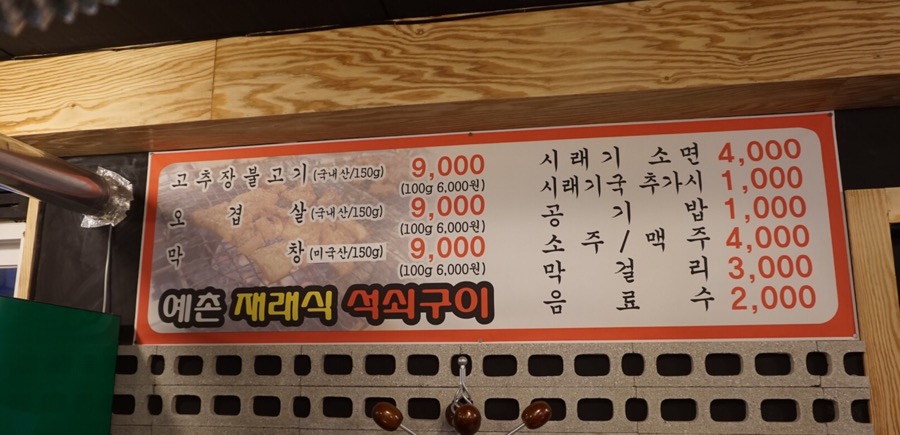 고추장불고기 (국내산/150g) 9,000
(100g 6,000원)
오 겹 살 (국내산/150g) 9,000
(100g 6,000원)
막 창 (미국산/150g) 9,000
(100g 6,000원)
예촌 재래식 석쇠구이
시래기 소면 4,000
시래기국 추가시 1,000
공 기 밥 1,000
소 주 / 맥 주 4,000
막 걸 리 3,000
음 료 수 2,000